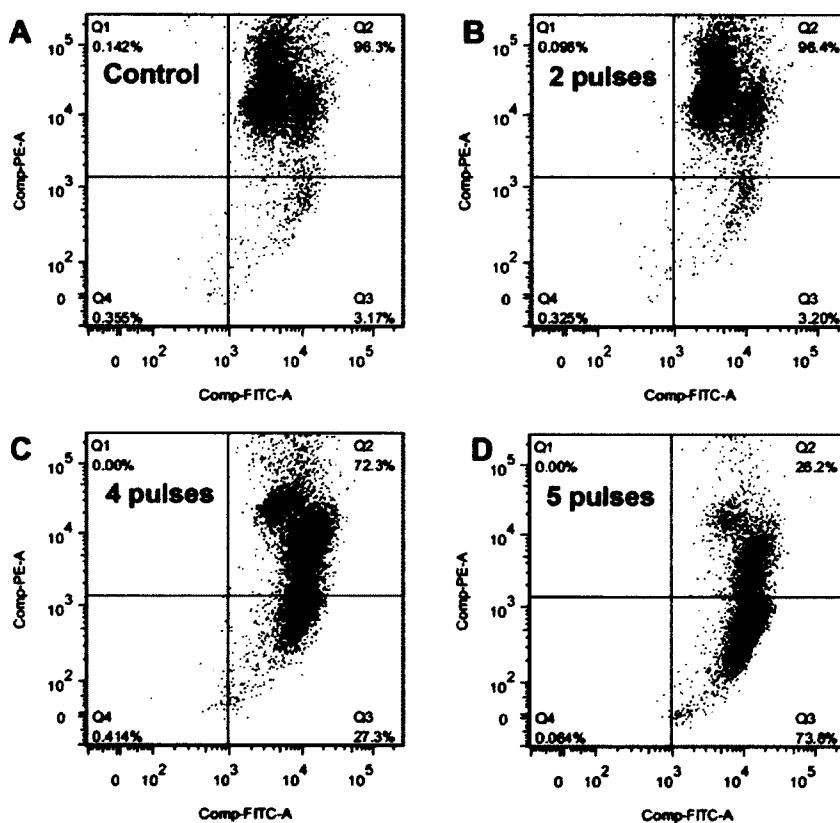 A
Q1
0.142%
Q2
96.3%
Control
10^5
10^4
10^3
10^2
0
Comp-PE-A
Q4
0.355%
Q3
3.17%
0 10^2 10^3 10^4 10^5
Comp-FITC-A
B
Q1
0.096%
Q2
96.4%
2 pulses
10^5
10^4
10^3
10^2
0
Comp-PE-A
Q4
0.325%
Q3
3.20%
0 10^2 10^3 10^4 10^5
Comp-FITC-A
C
Q1
0.00%
Q2
72.3%
4 pulses
10^5
10^4
10^3
10^2
0
Comp-PE-A
Q4
0.414%
Q3
27.3%
0 10^2 10^3 10^4 10^5
Comp-FITC-A
D
Q1
0.00%
Q2
26.2%
5 pulses
10^5
10^4
10^3
10^2
0
Comp-PE-A
Q4
0.064%
Q3
73.8%
0 10^2 10^3 10^4 10^5
Comp-FITC-A